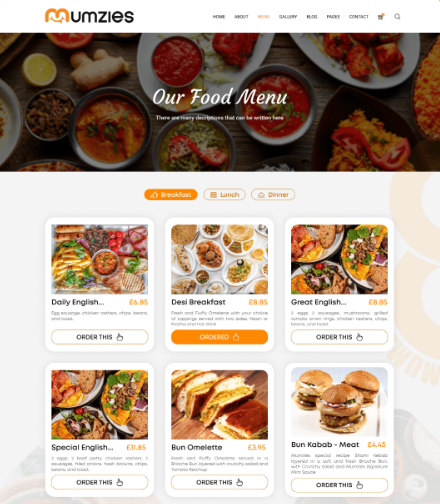 mumzies
HOME ABOUT MENU GALLERY BLOG PAGES CONTACT
Our Food Menu
There are many decriptions that can be written here
Breakfast Lunch Dinner
Daily English... £6.85
Egg sausage, chicken rashers, chips, beans, and toast.
ORDER THIS
Desi Breakfast £8.85
Fresh and Fluffy Omelette with your choice
of toppings served with two sides, Naan or
Paratha and hot drink
ORDERED
Great English... £8.85
2 eggs 2 sausages, mushrooms, grilled
tomato onion rings, chicken rashers, chips,
beans, and toast.
ORDER THIS
Special English... £11.85
2 eggs, 2 beef patty, chicken rashers, 2
sausages, fried onions, hash browns, chips,
beans, and toast.
ORDER THIS
Bun Omelette £3.95
Fresh and Fluffy Omelette served in a
Brioche Bun layered with crunchy salad and
Tomato Ketchup
ORDER THIS
Bun Kabab - Meat £4.45
Mumzies special recipe Shami Kebab
layered in a soft and fresh Brioche Bun
with Crunchy salad and Mumzies Signature
Mint Sauce
ORDER THIS